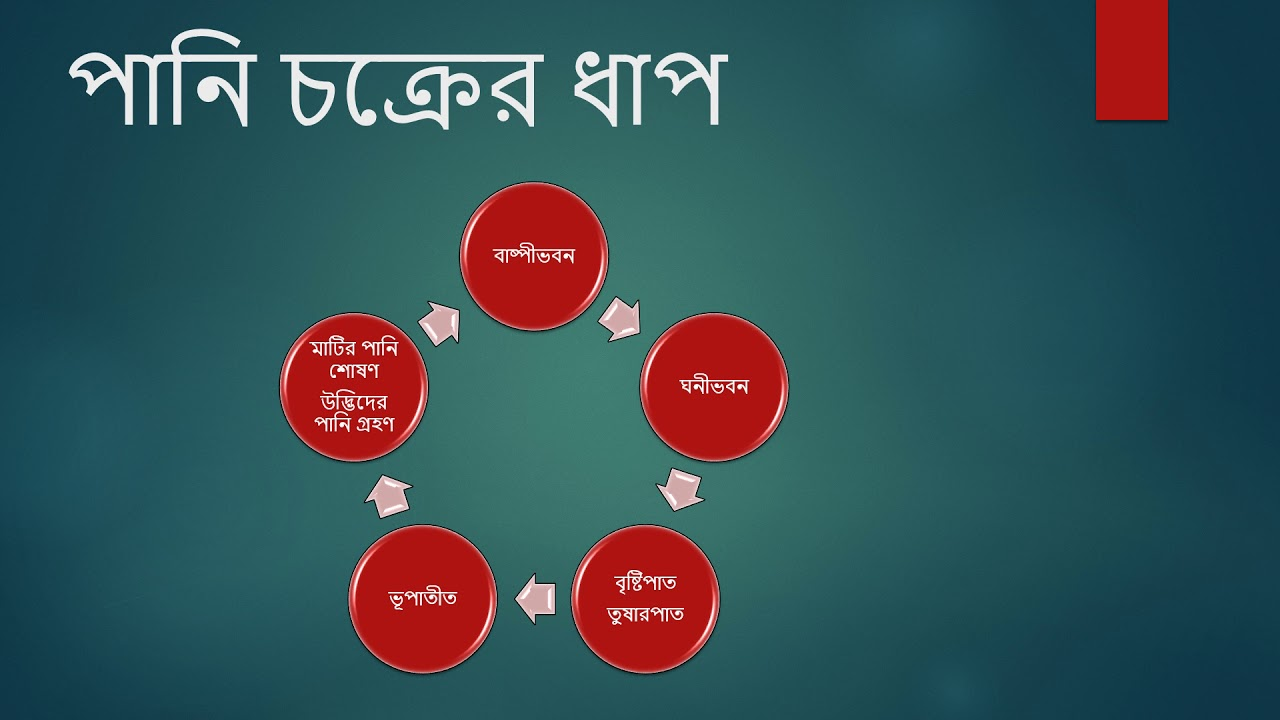 পানি চক্রের ধাপ
বাষ্পীভবন
ঘনীভবন
বৃষ্টিপাত
তুষারপাত
ভূপাতীত
মাটির পানি
শোষণ
উদ্ভিদের
পানি গ্রহণ